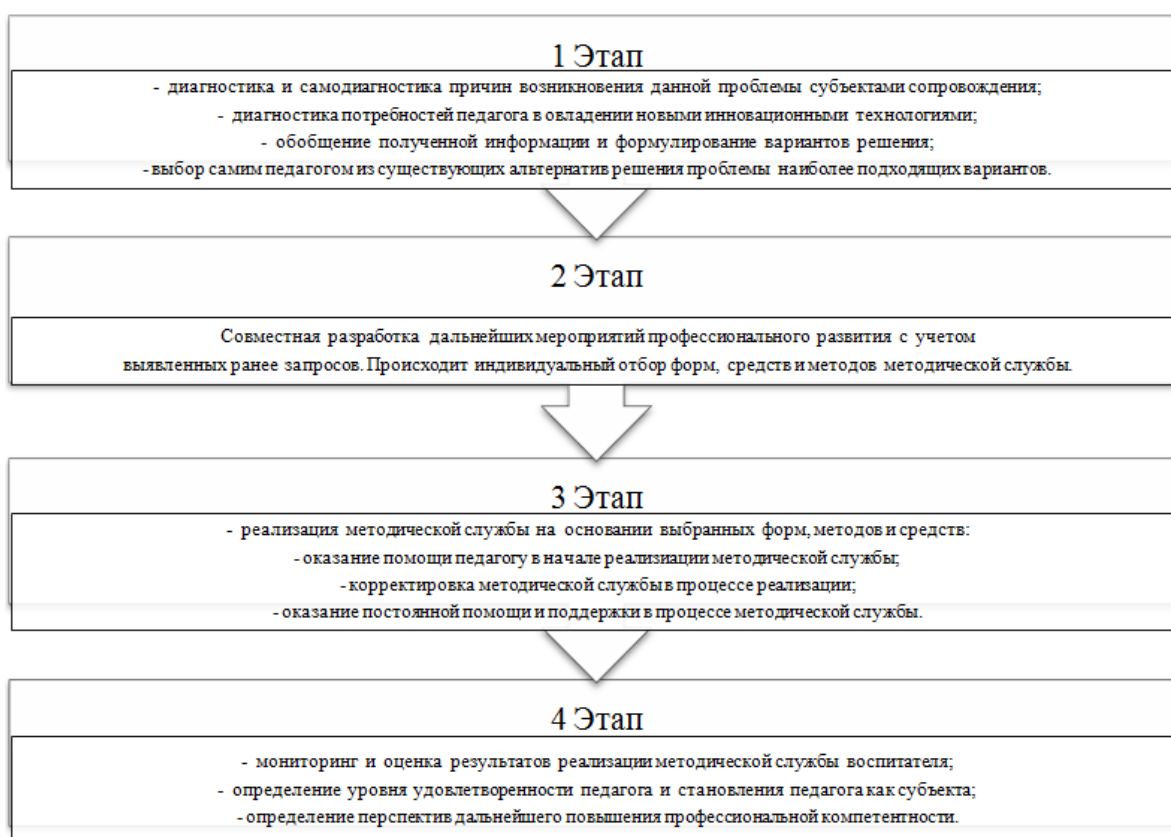 1 Этап
- диагностика и самодиагностика причин возникновения данной проблемы субъектами сопровождения;
- диагностика потребностей педагога в овладении новыми инновационными технологиями;
- обобщение полученной информации и формулирование вариантов решения;
- выбор самим педагогом из существующих альтернатив решения проблемы наиболее подходящих вариантов.
2 Этап
Совместная разработка дальнейших мероприятий профессионального развития с учетом
выявленных ранее запросов. Происходит индивидуальный отбор форм, средств и методов методической службы.
3 Этап
- реализация методической службы на основании выбранных форм, методов и средств:
- оказание помощи педагогу в начале реализиации методической службы;
- корректировка методической службы в процессе реализации;
- оказание постоянной помощи и поддержки в процессе методической службы.
4 Этап
- мониторинг и оценка результатов реализации методической службы воспитателя;
- определение уровня удовлетворенности педагога и становления педагога как субъекта;
- определение перспектив дальнейшего повышения профессиональной компетентности.